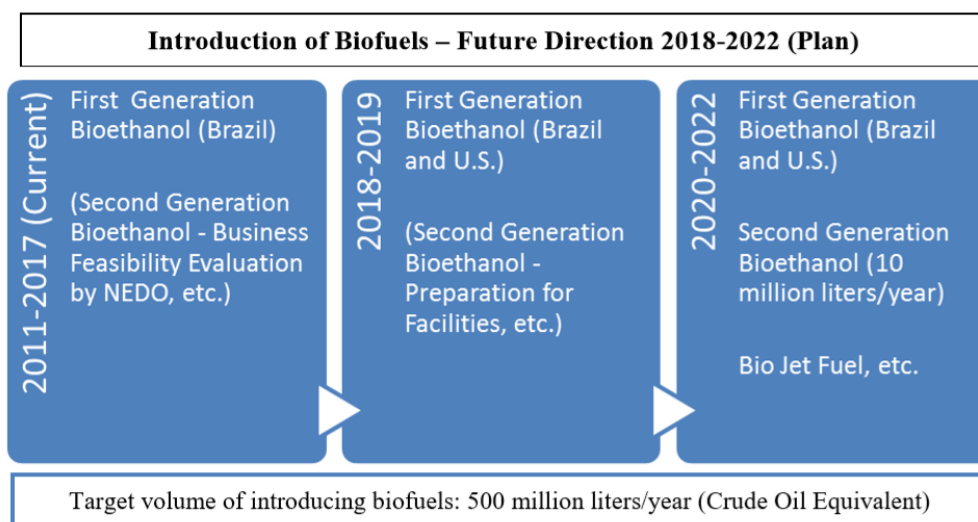 Introduction of Biofuels – Future Direction 2018-2022 (Plan)
2011-2017 (Current)
First Generation
Bioethanol (Brazil)
(Second Generation
Bioethanol - Business
Feasibility Evaluation
by NEDO, etc.)
2018-2019
First Generation
Bioethanol (Brazil
and U.S.)
(Second Generation
Bioethanol -
Preparation for
Facilities, etc.)
2020-2022
First Generation
Bioethanol (Brazil
and U.S.)
Second Generation
Bioethanol (10
million liters/year)
Bio Jet Fuel, etc.
Target volume of introducing biofuels: 500 million liters/year (Crude Oil Equivalent)